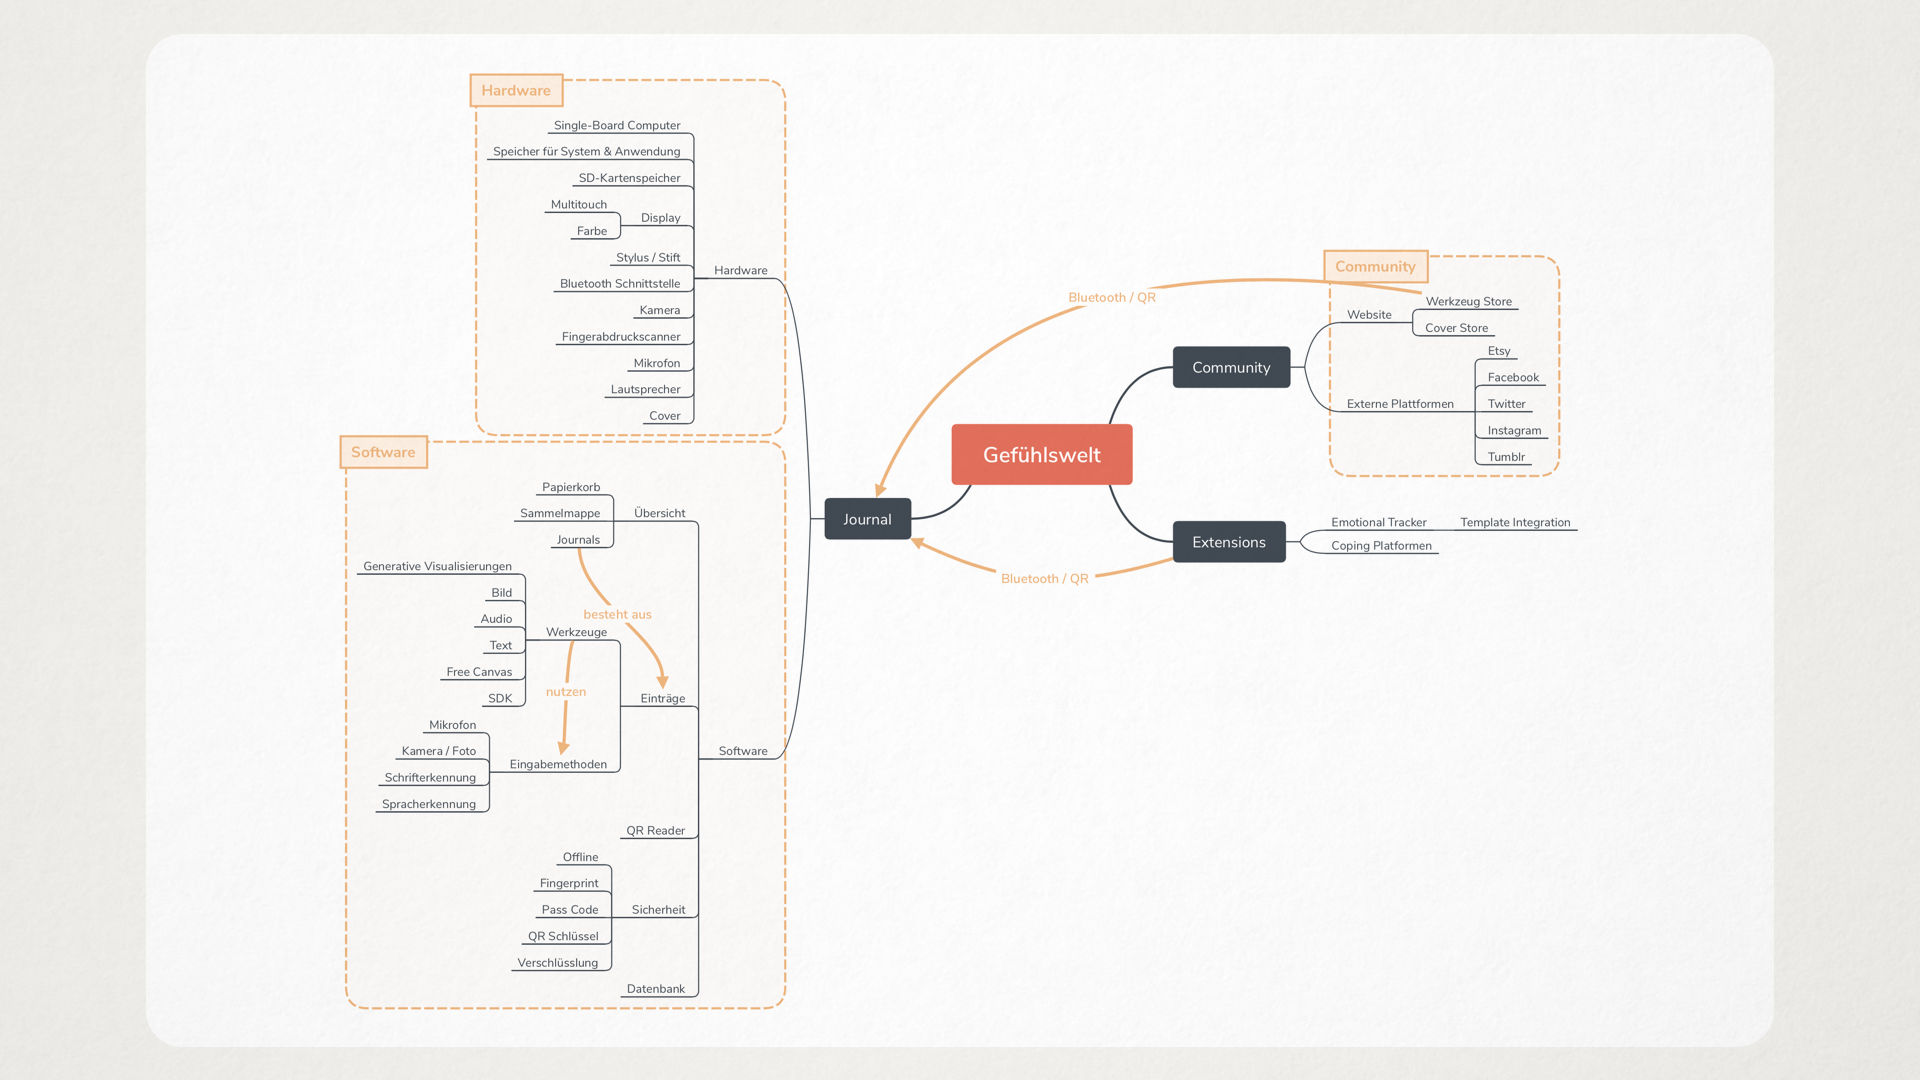 Hardware
Single-Board Computer
Speicher für System & Anwendung
SD-Kartenspeicher
Multitouch
Farbe
Display
Stylus / Stift
Bluetooth Schnittstelle
Kamera
Fingerabdruckscanner
Mikrofon
Lautsprecher
Cover
Hardware
Software
Papierkorb
Sammelmappe
Journals
Übersicht
Generative Visualisierungen
Bild
Audio
Text
Free Canvas
SDK
Werkzeuge
besteht aus
nutzen
Einträge
Mikrofon
Kamera / Foto
Schrifterkennung
Spracherkennung
Eingabemethoden
Software
QR Reader
Offline
Fingerprint
Pass Code
QR Schlüssel
Verschlüsslung
Sicherheit
Datenbank
Journal
Gefühlswelt
Bluetooth / QR
Bluetooth / QR
Community
Community
Website
Werkzeug Store
Cover Store
Externe Plattformen
Etsy
Facebook
Twitter
Instagram
Tumblr
Extensions
Emotional Tracker
Template Integration
Coping Platformen